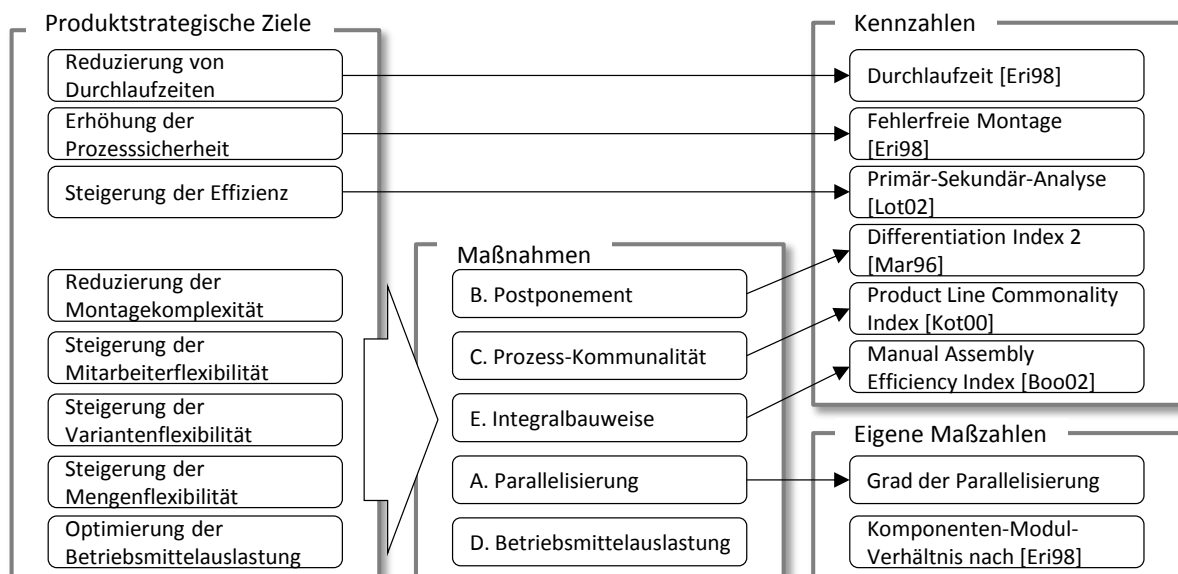 Produktstrategische Ziele
Reduzierung von
Durchlaufzeiten
Erhöhung der
Prozesssicherheit
Steigerung der Effizienz
Reduzierung der
Montagekomplexität
Steigerung der
Mitarbeiterflexibilität
Steigerung der
Variantenflexibilität
Steigerung der
Mengenflexibilität
Optimierung der
Betriebsmittelauslastung
Maßnahmen
B. Postponement
C. Prozess-Kommunalität
E. Integralbauweise
A. Parallelisierung
D. Betriebsmittelauslastung
Kennzahlen
Durchlaufzeit [Eri98]
Fehlerfreie Montage
[Eri98]
Primär-Sekundär-Analyse
[Lot02]
Differentiation Index 2
[Mar96]
Product Line Commonality
Index [Kot00]
Manual Assembly
Efficiency Index [Boo02]
Eigene Maßzahlen
Grad der Parallelisierung
Komponenten-Modul-
Verhältnis nach [Eri98]